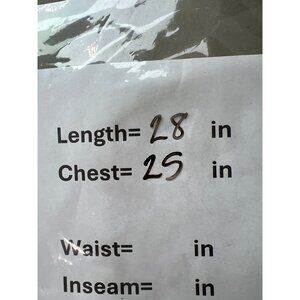 Length= 28 in
Chest= 25 in
Waist= in
Inseam= in